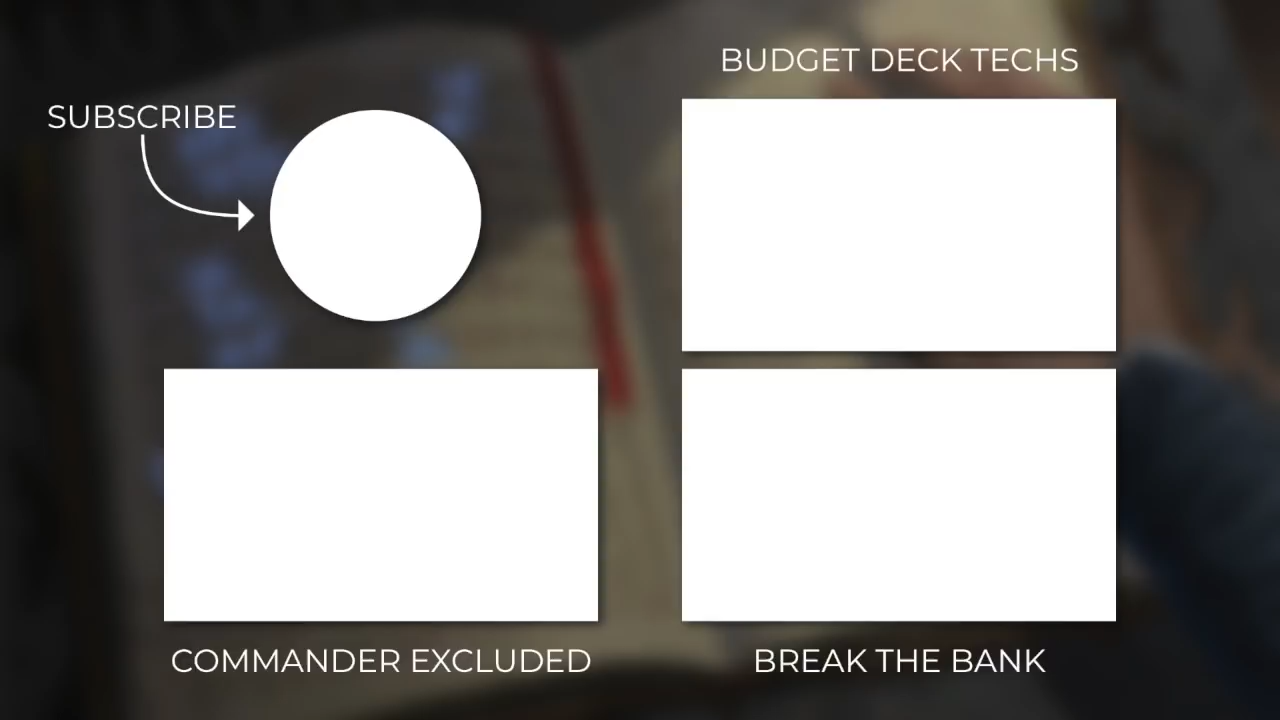 BUDGET DECK TECHS
SUBSCRIBE
COMMANDER EXCLUDED
BREAK THE BANK